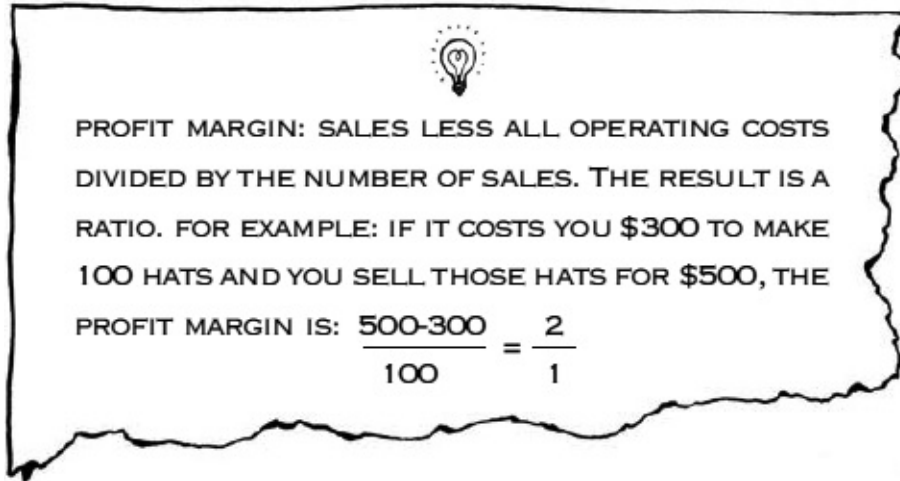 PROFIT MARGIN: SALES LESS ALL OPERATING COSTS
DIVIDED BY THE NUMBER OF SALES. THE RESULT IS A
RATIO. FOR EXAMPLE: IF IT COSTS YOU $300 TO MAKE
100 HATS AND YOU SELL THOSE HATS FOR $500, THE
PROFIT MARGIN IS: 500-300 / 100 = 2 / 1